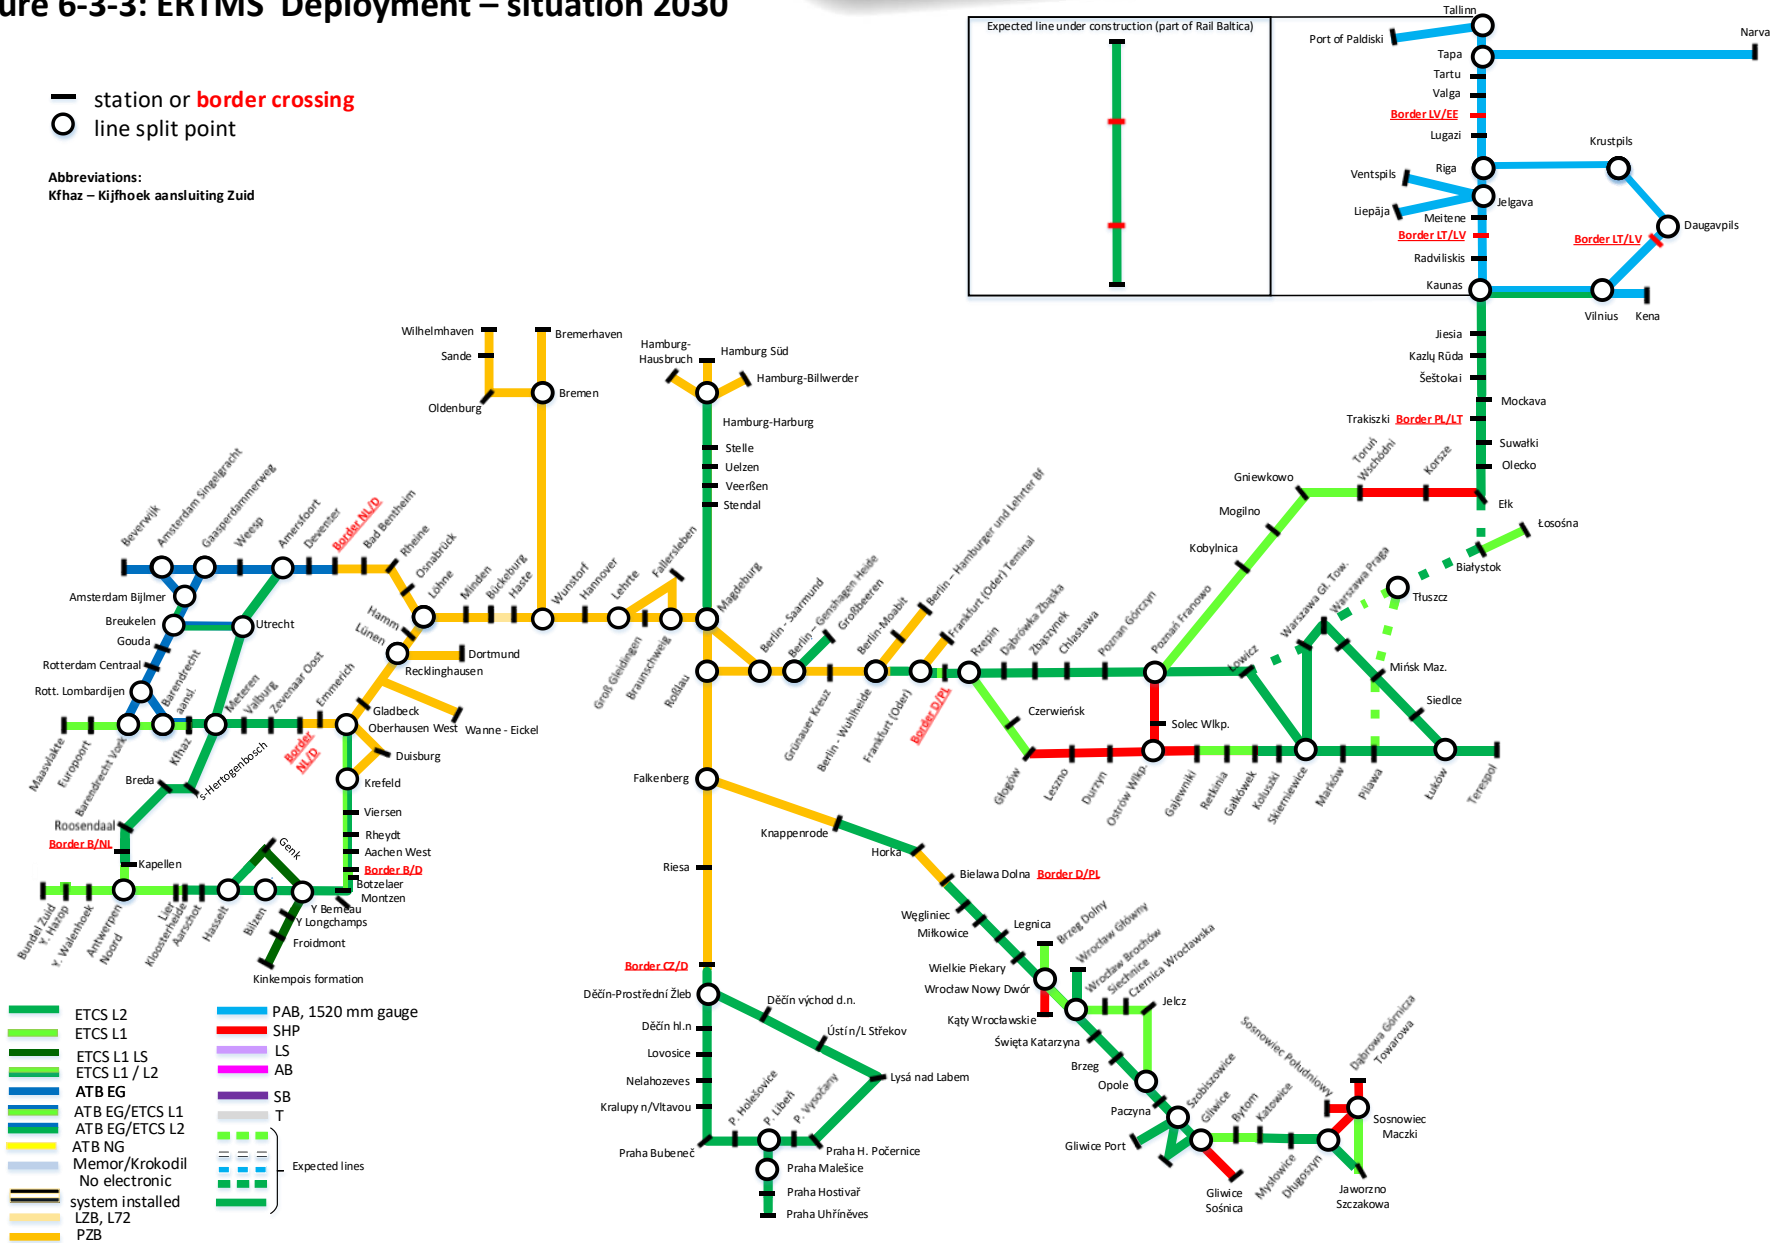 ure 6-3-3: ERTMS Deployment – situation 2030
station or border crossing
line split point
Abbreviations:
Kfhaz – Kijfhoek aansluiting Zuid
Expected line under construction (part of Rail Baltica)
Tallinn
Port of Paldiski
Narva
Tapa
Tartu
Valga
Border LV/EE
Lugazi
Krustpils
Riga
Ventspils
Jelgava
Liepāja
Meitene
Daugavpils
Border LT/LV
Border LT/LV
Radviliskis
Kaunas
Vilnius
Kena
Jiesia
Kazlų Rūda
Šeštokai
Mockava
Trakiszki Border PL/LT
Suwałki
Olecko
Toruń
Wschódni
Korsze
Gniewkowo
Ełk
Mogilno
Łosośna
Kobylnica
Białystok
Tłuszcz
Warszawa Gł. Tow.
Warszawa Praga
Wilhelmhaven
Bremerhaven
Sande
Oldenburg
Bremen
Hamburg-
Hausbruch
Hamburg Süd
Hamburg-Billwerder
Hamburg-Harburg
Stelle
Uelzen
Veerßen
Stendal
Beverwijk
Amsterdam Singelgracht
Gaasperdammerweg
Weesp
Amersfoort
Deventer
Border NL/D
Bad Bentheim
Rheine
Osnabrück
Löhne
Minden
Bückeburg
Haste
Wunstorf
Hannover
Lehrte
Fallersleben
Magdeburg
Groß Gleidingen
Braunschweig
Roßlau
Berlin - Saarmund
Berlin – Genshagen Heide
Großbeeren
Grünauer Kreuz
Berlin-Moabit
Berlin - Wuhlheide
Berlin – Hamburger und Lehrter Bf
Frankfurt (Oder)
Frankfurt (Oder) Teminal
Border D/PL
Rzepin
Dąbrówka Zbąska
Zbąszynek
Chlastawa
Poznan Górczyn
Poznań Franowo
Łowicz
Amsterdam Bijlmer
Breukelen
Utrecht
Gouda
Rotterdam Centraal
Rott. Lombardijen
Barendrecht
aansl.
Meteren
Valburg
Zevenaar Oost
Emmerich
Hamm
Lünen
Dortmund
Recklinghausen
Gladbeck
Oberhausen West
Wanne - Eickel
Duisburg
Maasvlakte
Europoort
Barendrecht Vork
Kfhaz
's-Hertogenbosch
Border
NL/D
Breda
Krefeld
Viersen
Rheydt
Aachen West
Border B/D
Botzelaer
Montzen
Roosendaal
Border B/NL
Kapellen
Genk
Bundel Zuid
Y. Hazop
Y. Walenhoek
Antwerpen
Noord
Lier
Kloosterheide
Aarschot
Hasselt
Bilzen
Y Berneau
Y Longchamps
Froidmont
Kinkempois formation
Mińsk Maz.
Siedlce
Czerwieńsk
Solec Wlkp.
Głogów
Leszno
Durzyn
Ostrów Wlkp.
Gajewniki
Retkinia
Gałkówek
Koluszki
Skierniewice
Marków
Pilawa
Łuków
Terespol
Falkenberg
Knappenrode
Horka
Riesa
Bielawa Dolna Border D/PL
Węgliniec
Miłkowice
Legnica
Brzeg Dolny
Wrocław Główny
Wrocław Brochów
Siechnice
Czernica Wrocławska
Wielkie Piekary
Wrocław Nowy Dwór
Kąty Wrocławskie
Jelcz
Święta Katarzyna
Brzeg
Opole
Paczyna
Szobiszowice
Gliwice
Bytom
Katowice
Sosnowiec Południowy
Dąbrowa Górnicza
Towarowa
Sosnowiec
Maczki
Gliwice Port
Gliwice
Sośnica
Mysłowice
Długoszyn
Jaworzno
Szczakowa
Border CZ/D
Děčín-Prostřední Žleb
Děčín východ d.n.
Děčín hl.n
Ústí n/L Střekov
Lovosice
Nelahozeves
Lysá nad Labem
Kralupy n/Vltavou
P. Holešovice
P. Libeň
P. Vysočany
Praha Bubeneč
Praha H. Počernice
Praha Malešice
Praha Hostivař
Praha Uhříněves
ETCS L2
ETCS L1
ETCS L1 LS
ETCS L1 / L2
ATB EG
ATB EG/ETCS L1
ATB EG/ETCS L2
ATB NG
Memor/Krokodil
No electronic
system installed
LZB, L72
PZB
PAB, 1520 mm gauge
SHP
LS
AB
SB
T
Expected lines